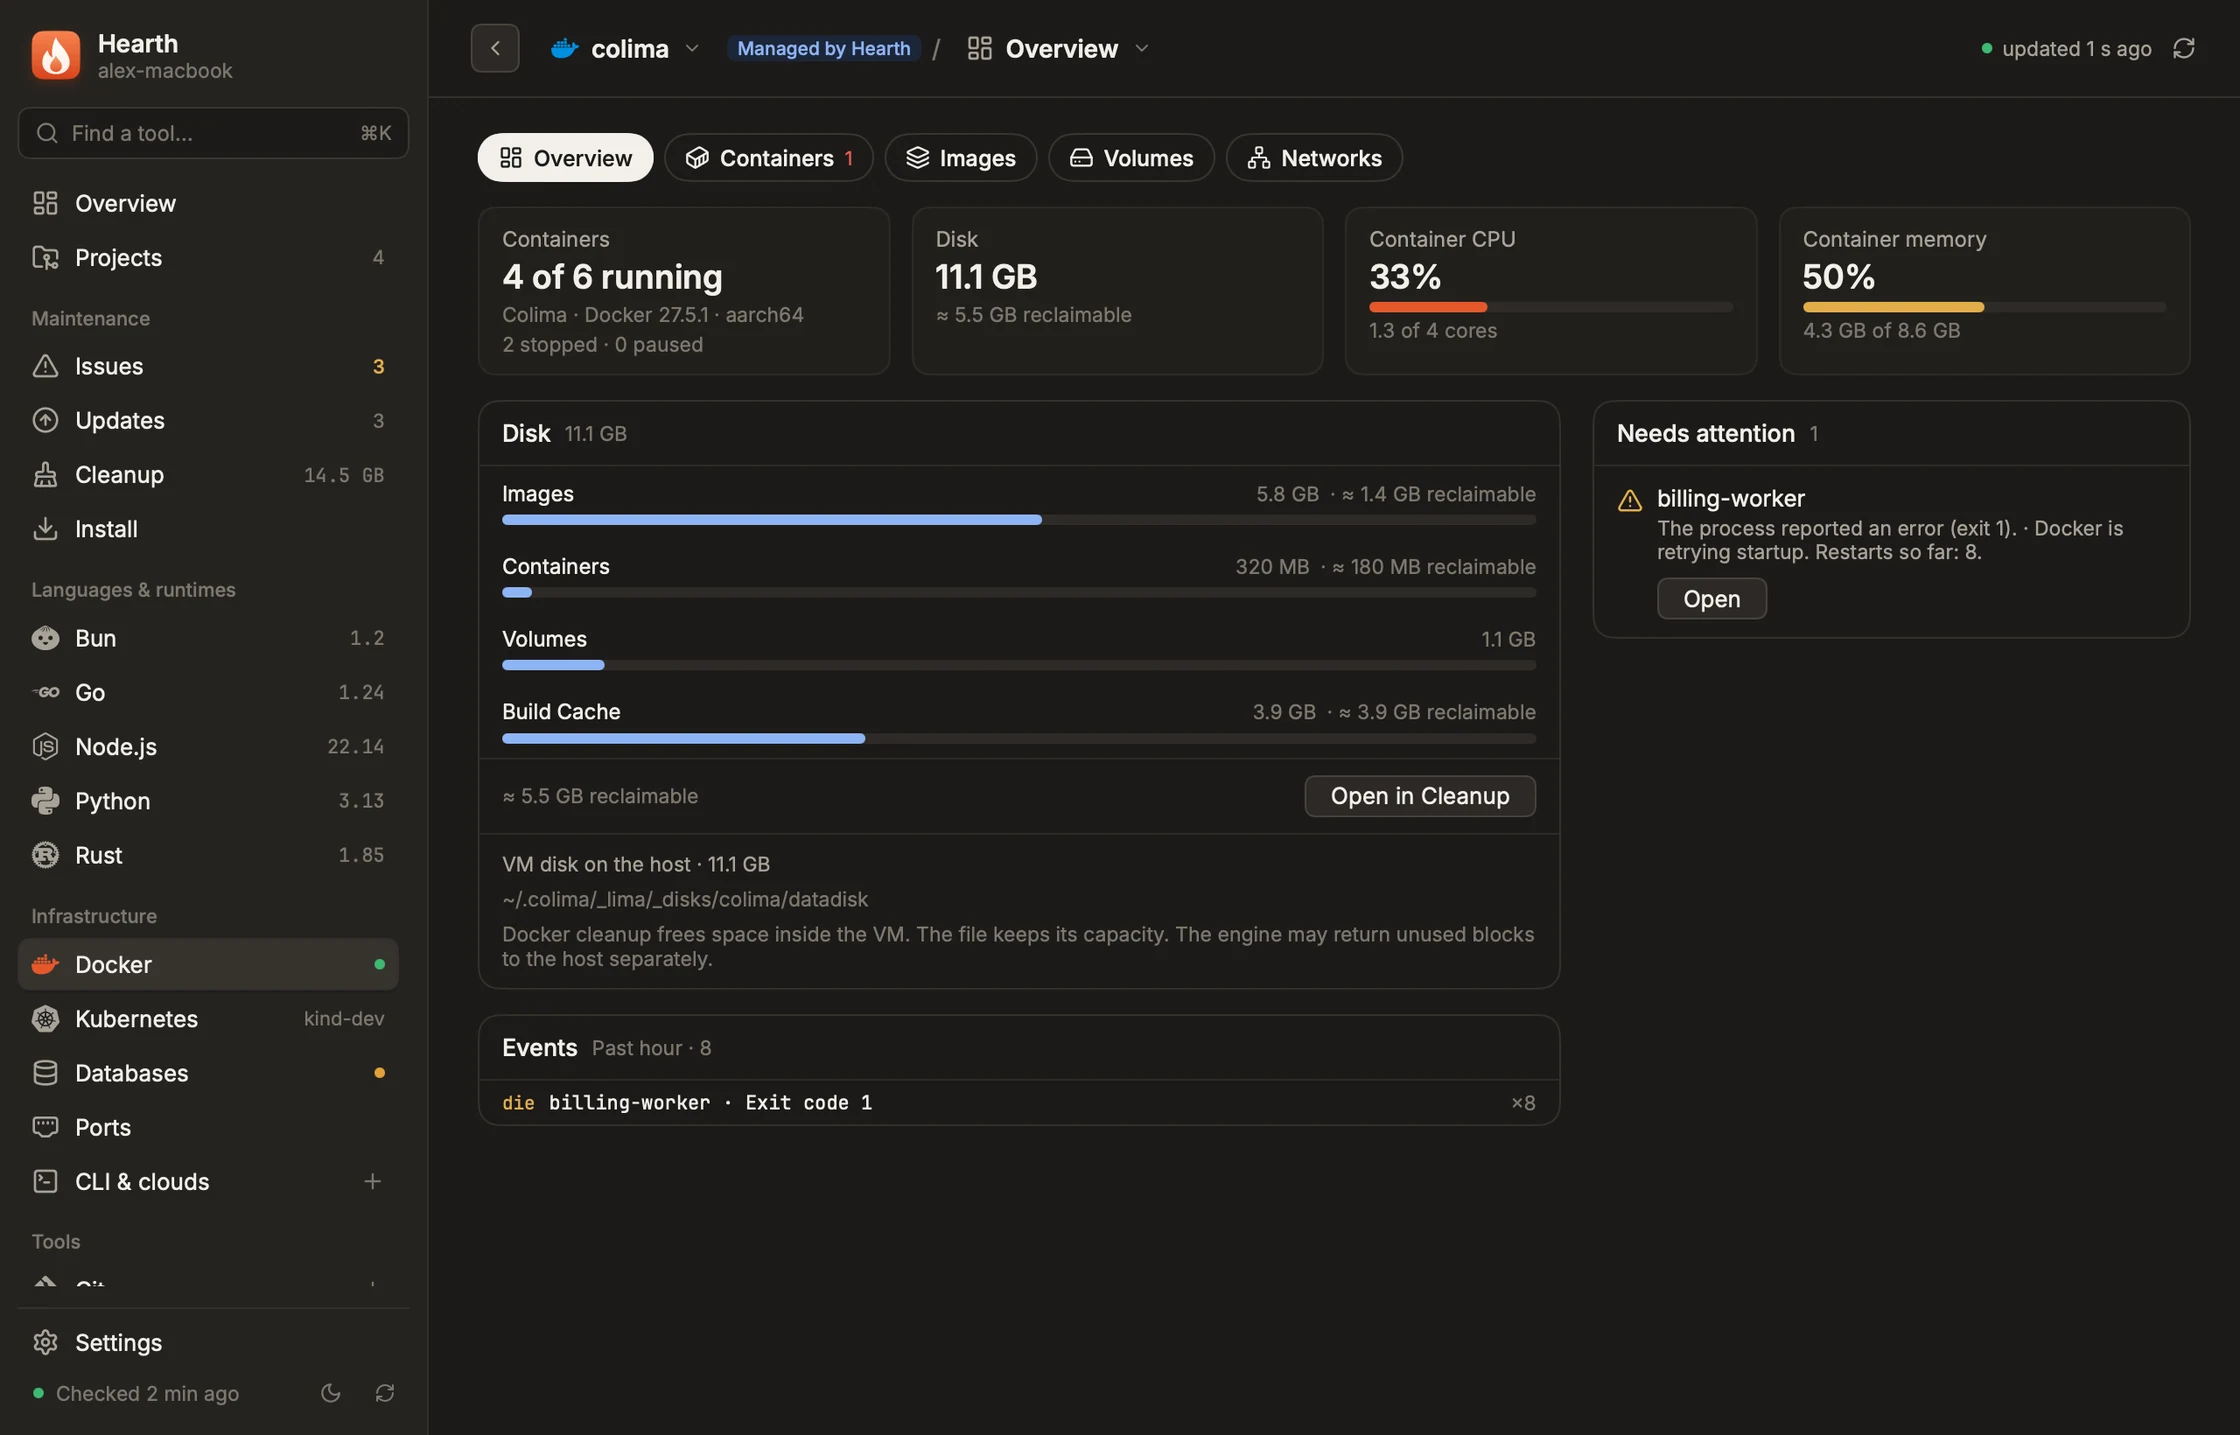 Hearth
alex-macbook
Find a tool... ⌘K
Overview
Projects 4
Maintenance
Issues 3
Updates 3
Cleanup 14.5 GB
Install
Languages & runtimes
Bun 1.2
Go 1.24
Node.js 22.14
Python 3.13
Rust 1.85
Infrastructure
Docker
Kubernetes kind-dev
Databases
Ports
CLI & clouds +
Tools
Settings
Checked 2 min ago
colima Managed by Hearth / Overview
updated 1 s ago
Overview Containers 1 Images Volumes Networks
Containers
4 of 6 running
Colima · Docker 27.5.1 · aarch64
2 stopped · 0 paused
Disk
11.1 GB
≈ 5.5 GB reclaimable
Container CPU
33%
1.3 of 4 cores
Container memory
50%
4.3 GB of 8.6 GB
Disk 11.1 GB
Images 5.8 GB · ≈ 1.4 GB reclaimable
Containers 320 MB · ≈ 180 MB reclaimable
Volumes 1.1 GB
Build Cache 3.9 GB · ≈ 3.9 GB reclaimable
≈ 5.5 GB reclaimable Open in Cleanup
VM disk on the host · 11.1 GB
~/.colima/_lima/_disks/colima/datadisk
Docker cleanup frees space inside the VM. The file keeps its capacity. The engine may return unused blocks
to the host separately.
Events Past hour · 8
die billing-worker · Exit code 1 ×8
Needs attention 1
billing-worker
The process reported an error (exit 1). · Docker is
retrying startup. Restarts so far: 8.
Open